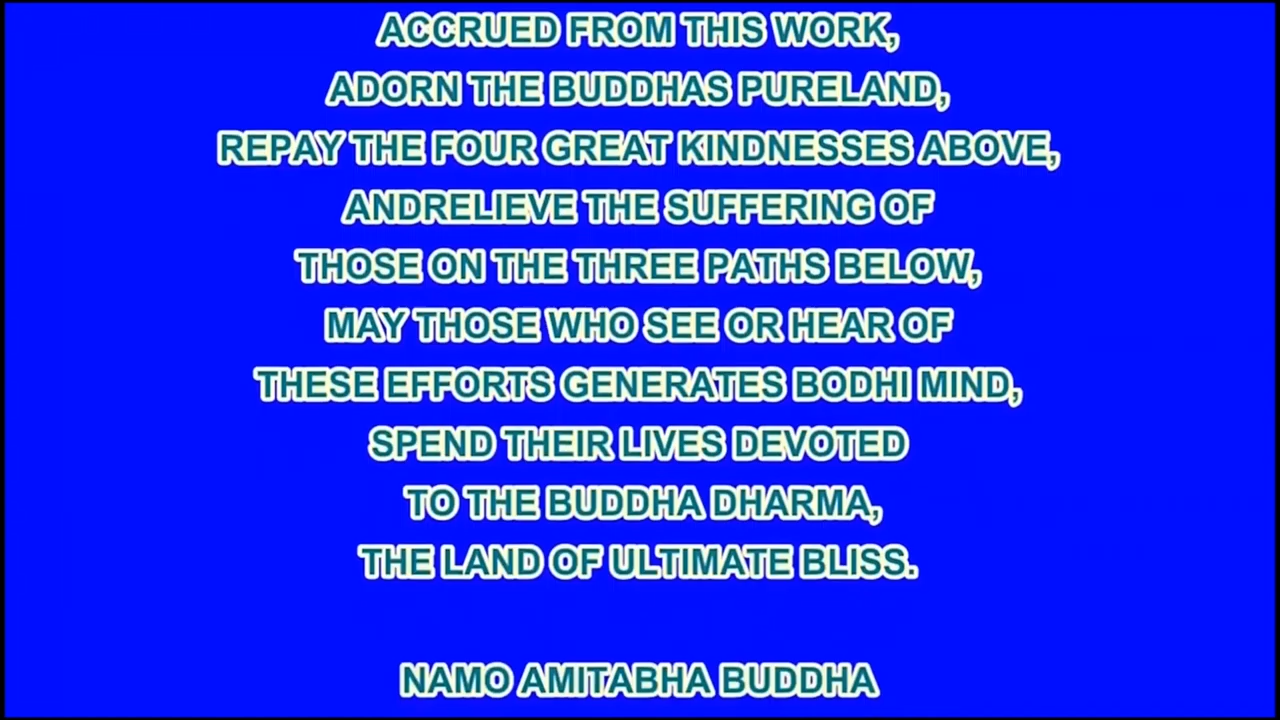 ACCRUED FROM THIS WORK,
ADORN THE BUDDHAS PURELAND,
REPAY THE FOUR GREAT KINDNESSES ABOVE,
ANDRELIEVE THE SUFFERING OF
THOSE ON THE THREE PATHS BELOW,
MAY THOSE WHO SEE OR HEAR OF
THESE EFFORTS GENERATES BODHI MIND,
SPEND THEIR LIVES DEVOTED
TO THE BUDDHA DHARMA,
THE LAND OF ULTIMATE BLISS.
NAMO AMITABHA BUDDHA